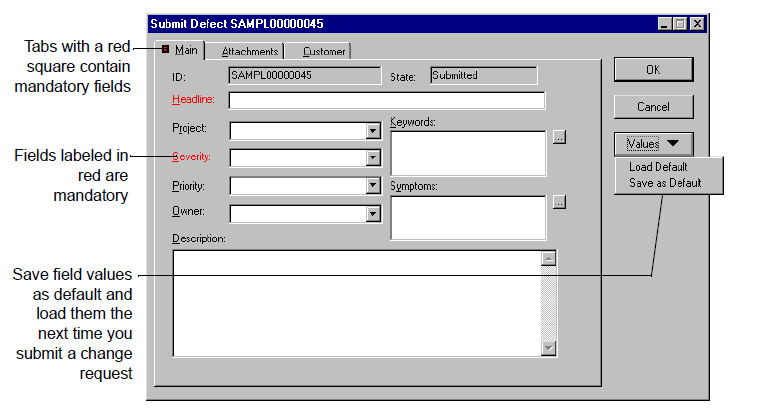 Submit Defect SAMPL00000045
Tabs with a red
square contain
mandatory fields
Main
Attachments
Customer
ID:
SAMPL00000045
State:
Submitted
Headline:
Project:
Keywords:
...
Fields labeled in
red are
mandatory
Severity:
Priority:
Symptoms:
...
Owner:
Description:
OK
Cancel
Values
Load Default
Save as Default
Save field values
as default and
load them the
next time you
submit a change
request